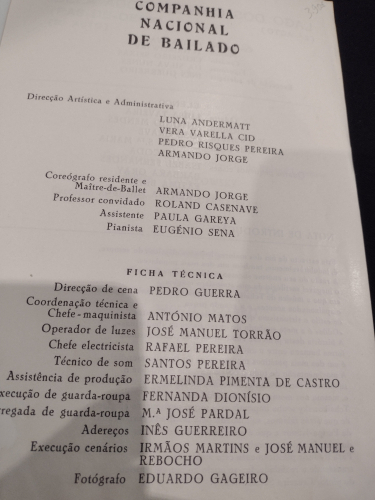 COMPANHIA
NACIONAL
DE BAILADO
Direcção Artística e Administrativa
LUNA ANDERMATT
VERA VARELLA CID
PEDRO RISQUES PEREIRA
ARMANDO JORGE
Coreógrafo residente e
Maître-de-Ballet ARMANDO JORGE
Professor convidado ROLAND CASENAVE
Assistente PAULA GAREYA
Pianista EUGÉNIO SENA
FICHA TÉCNICA
Direcção de cena PEDRO GUERRA
Coordenação técnica e
Chefe-maquinista ANTÓNIO MATOS
Operador de luzes JOSÉ MANUEL TORRÃO
Chefe electricista RAFAEL PEREIRA
Técnico de som SANTOS PEREIRA
Assistência de produção ERMELINDA PIMENTA DE CASTRO
xecução de guarda-roupa FERNANDA DIONÍSIO
rregada de guarda-roupa M.ª JOSÉ PARDAL
Adereços INÊS GUERREIRO
Execução cenários IRMÃOS MARTINS e JOSÉ MANUEL e
REBOCHO
Fotógrafo EDUARDO GAGEIRO